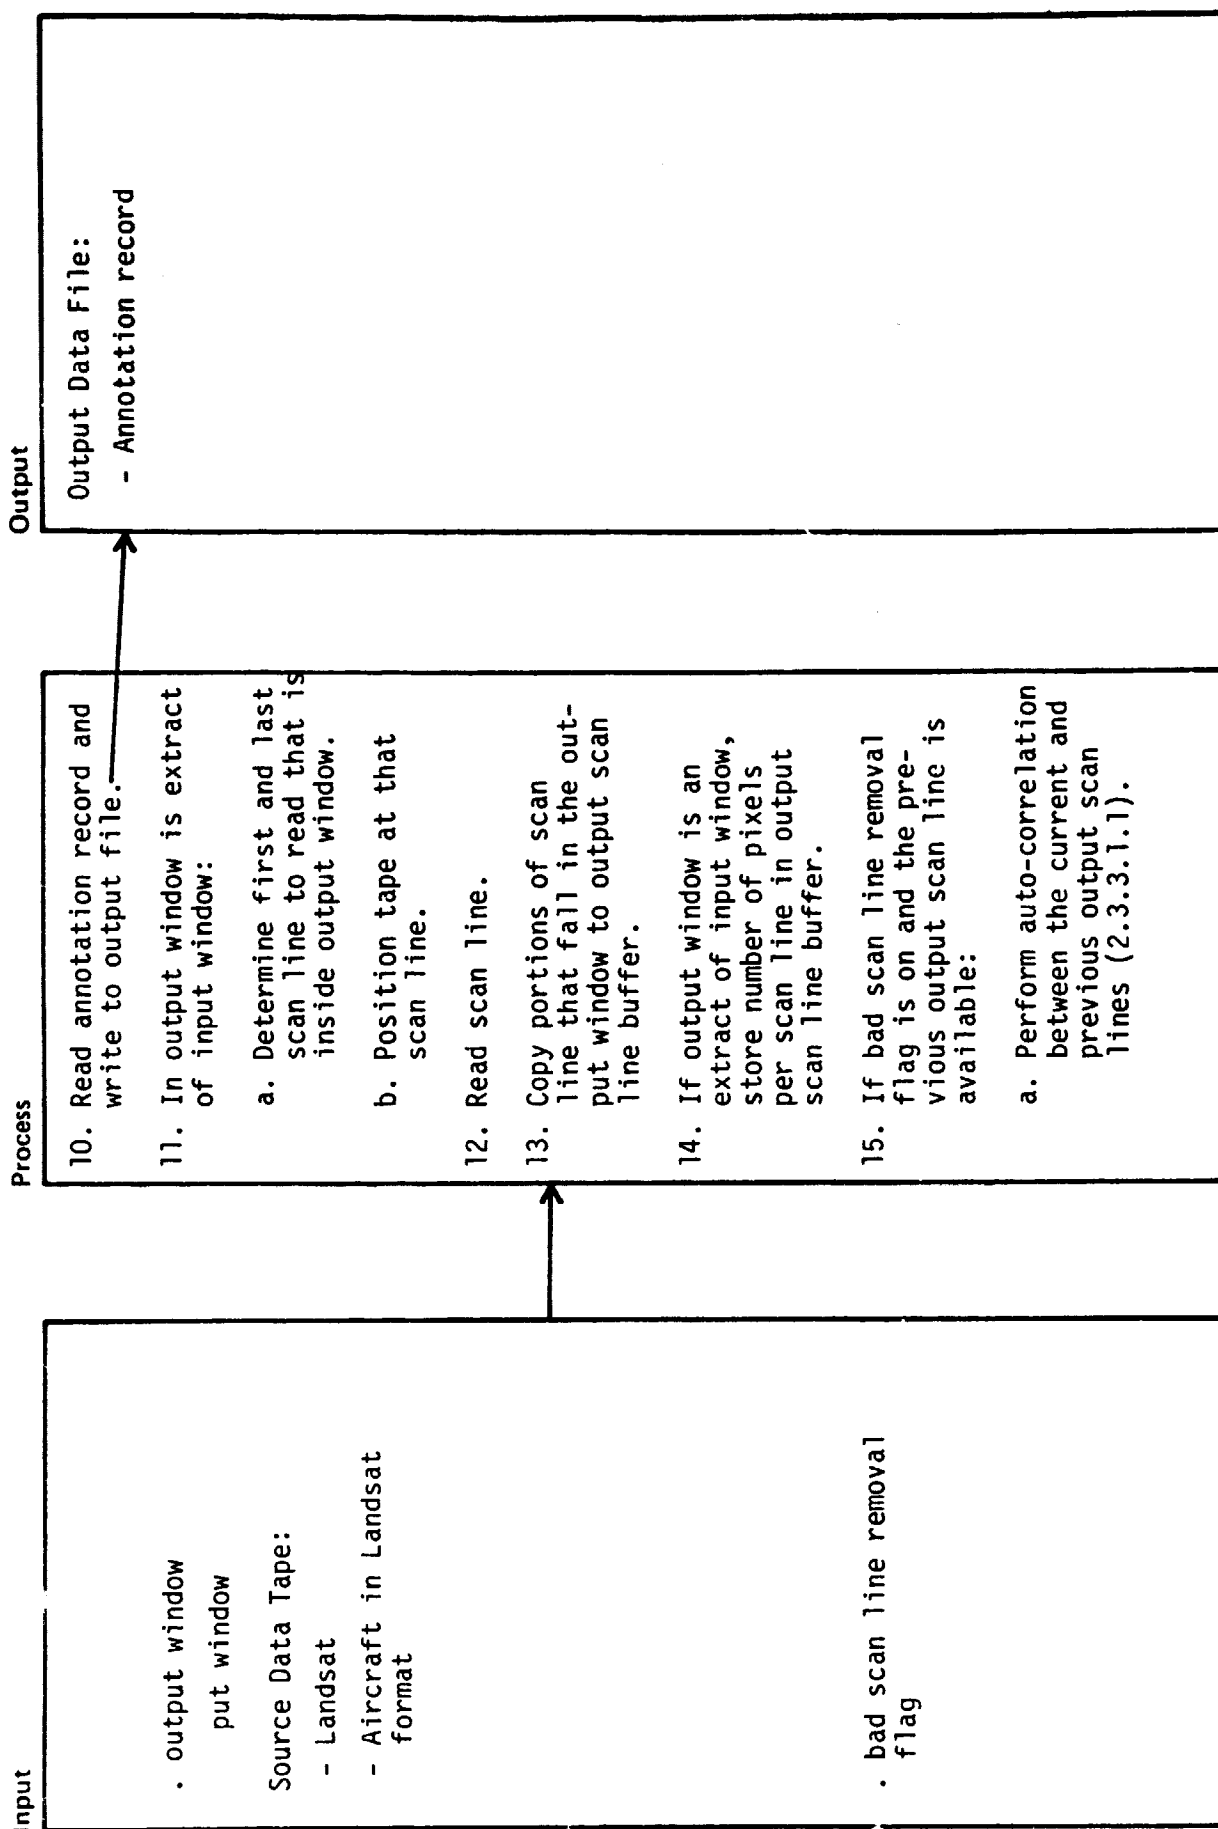 Input
. output window
put window
Source Data Tape:
- Landsat
- Aircraft in Landsat
format
. bad scan line removal
flag
Process
10. Read annotation record and
write to output file.
11. In output window is extract
of input window:
a. Determine first and last
scan line to read that is
inside output window.
b. Position tape at that
scan line.
12. Read scan line.
13. Copy portions of scan
line that fall in the out-
put window to output scan
line buffer.
14. If output window is an
extract of input window,
store number of pixels
per scan line in output
scan line buffer.
15. If bad scan line removal
flag is on and the pre-
vious output scan line is
available:
a. Perform auto-correlation
between the current and
previous output scan
lines (2.3.3.1.1).
Output
Output Data File:
- Annotation record